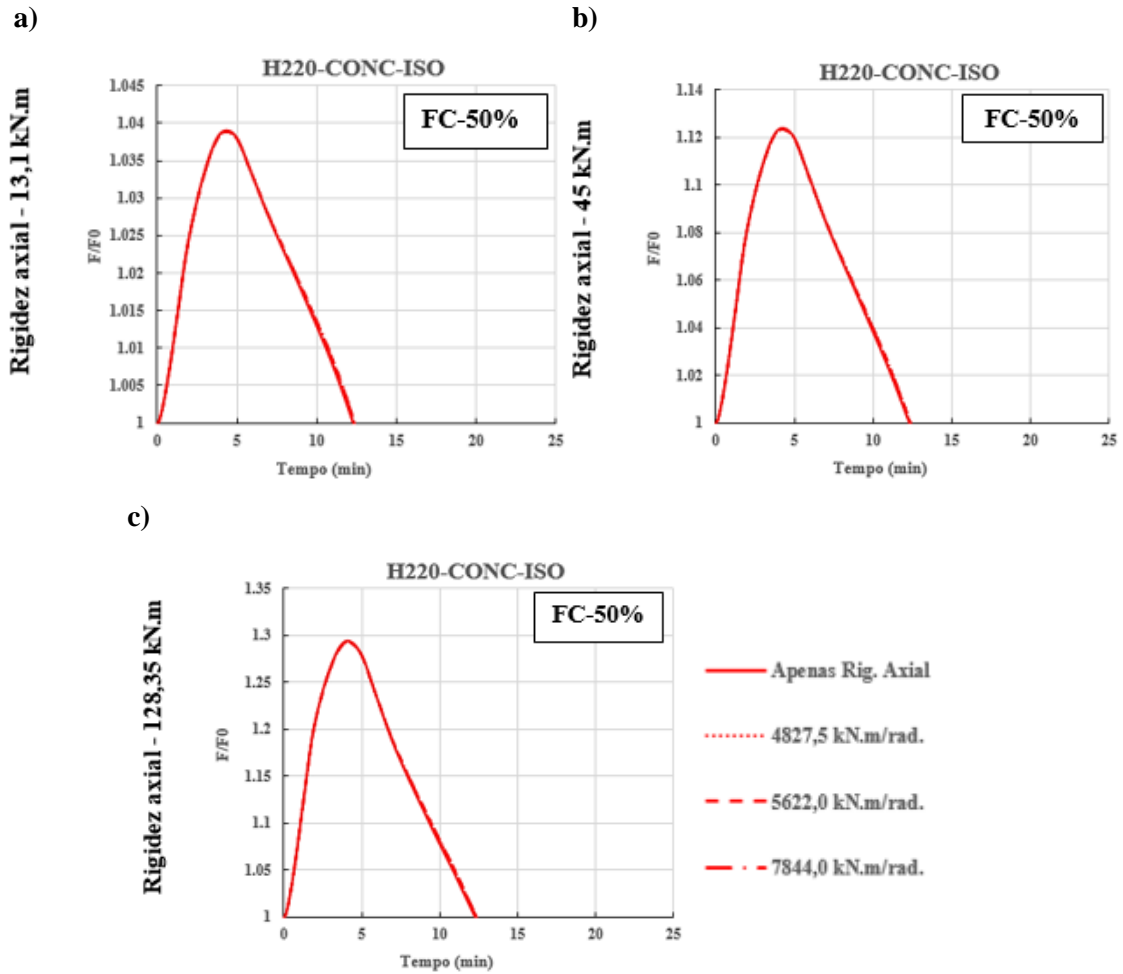 a)
H220-CONC-ISO
FC-50%
Rigidez axial - 13,1 kN.m
F/F0
1.045
1.04
1.035
1.03
1.025
1.02
1.015
1.01
1.005
1
0 5 10 15 20 25
Tempo (min)
b)
H220-CONC-ISO
FC-50%
Rigidez axial - 45 kN.m
F/F0
1.14
1.12
1.1
1.08
1.06
1.04
1.02
1
0 5 10 15 20 25
Tempo (min)
c)
H220-CONC-ISO
FC-50%
Rigidez axial - 128,35 kN.m
F/F0
1.35
1.3
1.25
1.2
1.15
1.1
1.05
1
0 5 10 15 20 25
Tempo (min)
Apenas Rig. Axial
4827,5 kN.m/rad.
5622,0 kN.m/rad.
7844,0 kN.m/rad.